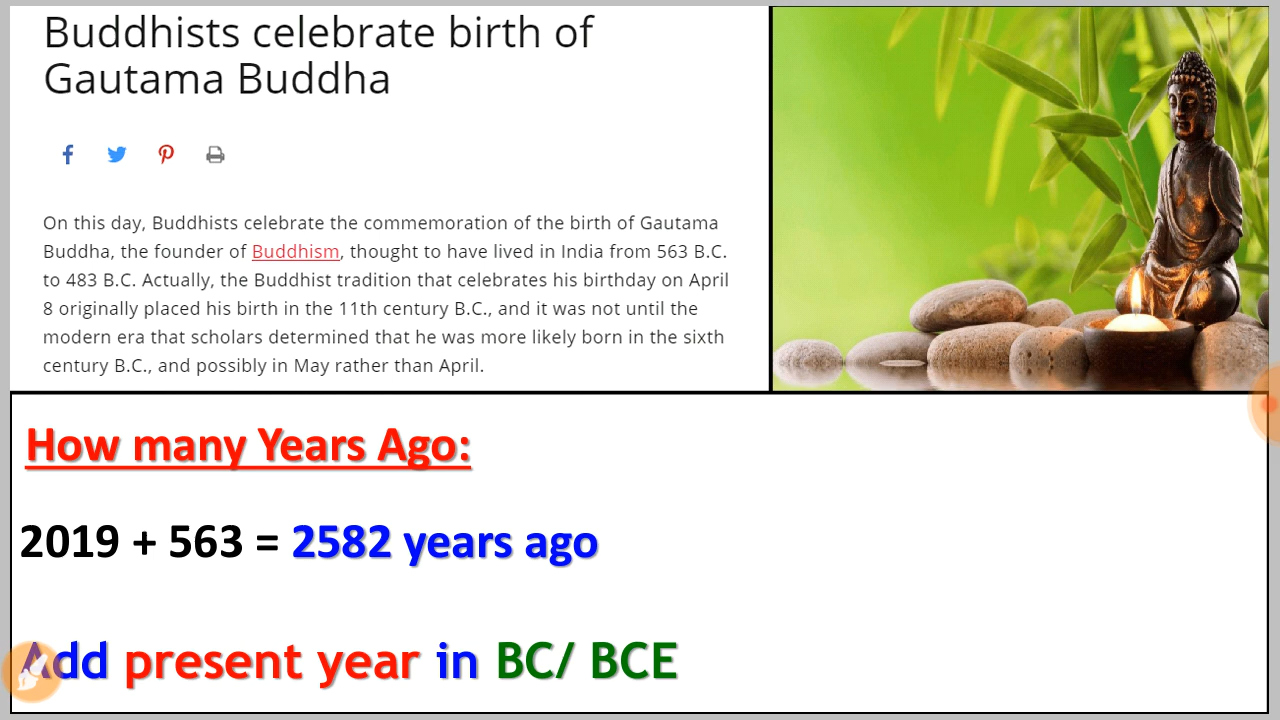 Buddhists celebrate birth of
Gautama Buddha
On this day, Buddhists celebrate the commemoration of the birth of Gautama
Buddha, the founder of Buddhism, thought to have lived in India from 563 B.C.
to 483 B.C. Actually, the Buddhist tradition that celebrates his birthday on April
8 originally placed his birth in the 11th century B.C., and it was not until the
modern era that scholars determined that he was more likely born in the sixth
century B.C., and possibly in May rather than April.
How many Years Ago:
2019 + 563 = 2582 years ago
Add present year in BC/ BCE